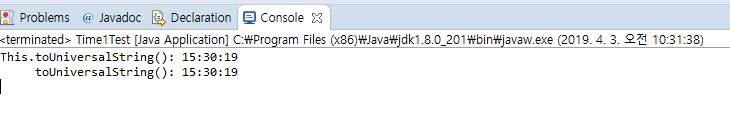 Problems @ Javadoc Declaration Console
<terminated> Time1Test [Java Application] C:₩Program Files (x86)₩Java₩jdk1.8.0_201₩bin₩javaw.exe (2019. 4. 3. 오전 10:31:38)
This.toUniversalString(): 15:30:19
     toUniversalString(): 15:30:19